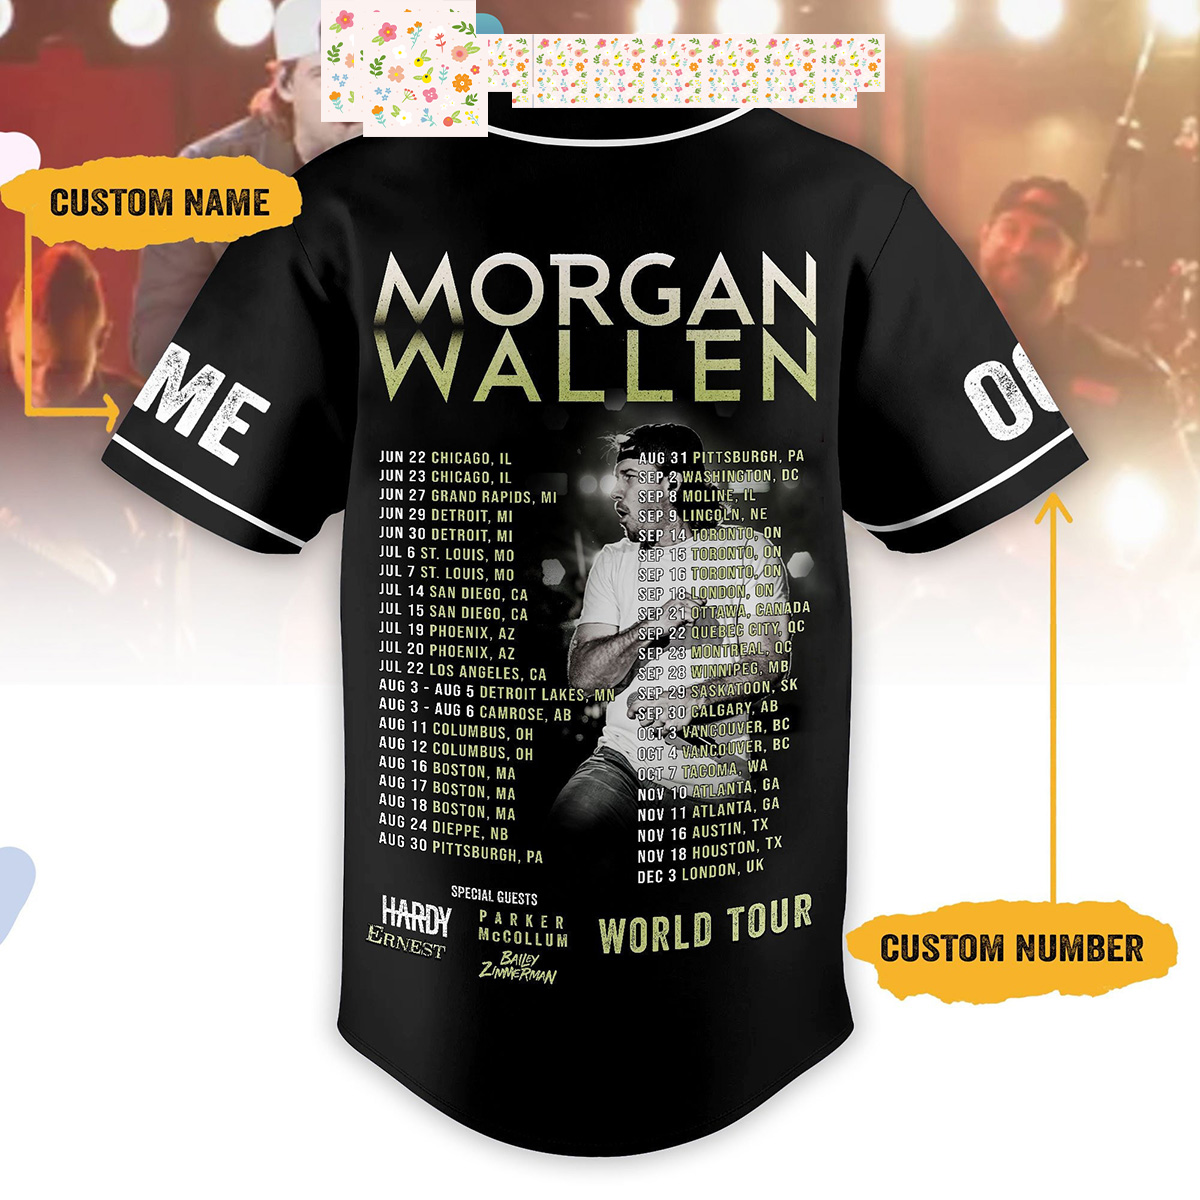 CUSTOM NAME
MORGAN
WALLEN
ME
JUN 22 CHICAGO, IL
JUN 23 CHICAGO, IL
JUN 27 GRAND RAPIDS, MI
JUN 29 DETROIT, MI
JUN 30 DETROIT, MI
JUL 6 ST. LOUIS, MO
JUL 7 ST. LOUIS, MO
JUL 14 SAN DIEGO, CA
JUL 15 SAN DIEGO, CA
JUL 19 PHOENIX, AZ
JUL 20 PHOENIX, AZ
JUL 22 LOS ANGELES, CA
AUG 3 - AUG 5 DETROIT LAKES, MN
AUG 3 - AUG 6 CAMROSE, AB
AUG 11 COLUMBUS, OH
AUG 12 COLUMBUS, OH
AUG 16 BOSTON, MA
AUG 17 BOSTON, MA
AUG 18 BOSTON, MA
AUG 24 DIEPPE, NB
AUG 30 PITTSBURGH, PA
AUG 31 PITTSBURGH, PA
SEP 2 WASHINGTON, DC
SEP 8 MOLINE, IL
SEP 9 LINCOLN, NE
SEP 14 TORONTO, ON
SEP 15 TORONTO, ON
SEP 16 TORONTO, ON
SEP 18 LONDON, ON
SEP 21 OTTAWA, CANADA
SEP 22 QUEBEC CITY, QC
SEP 23 MONTREAL, QC
SEP 28 WINNIPEG, MB
SEP 29 SASKATOON, SK
SEP 30 CALGARY, AB
OCT 3 VANCOUVER, BC
OCT 4 VANCOUVER, BC
OCT 7 TACOMA, WA
NOV 10 ATLANTA, GA
NOV 11 ATLANTA, GA
NOV 16 AUSTIN, TX
NOV 18 HOUSTON, TX
DEC 3 LONDON, UK
SPECIAL GUESTS
HARDY
ERNEST
PARKER
McCOLLUM
BAILEY
ZIMMERMAN
WORLD TOUR
CUSTOM NUMBER